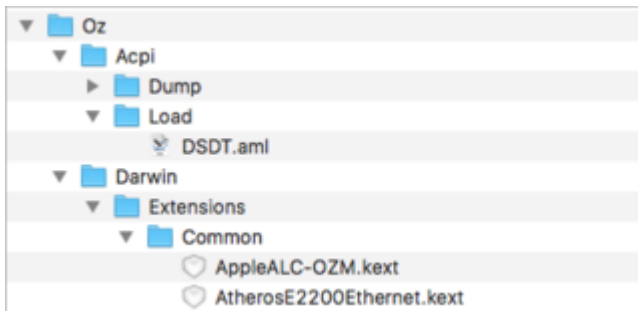 Oz
Acpi
Dump
Load
DSDT.aml
Darwin
Extensions
Common
AppleALC-OZM.kext
AtherosE2200Ethernet.kext